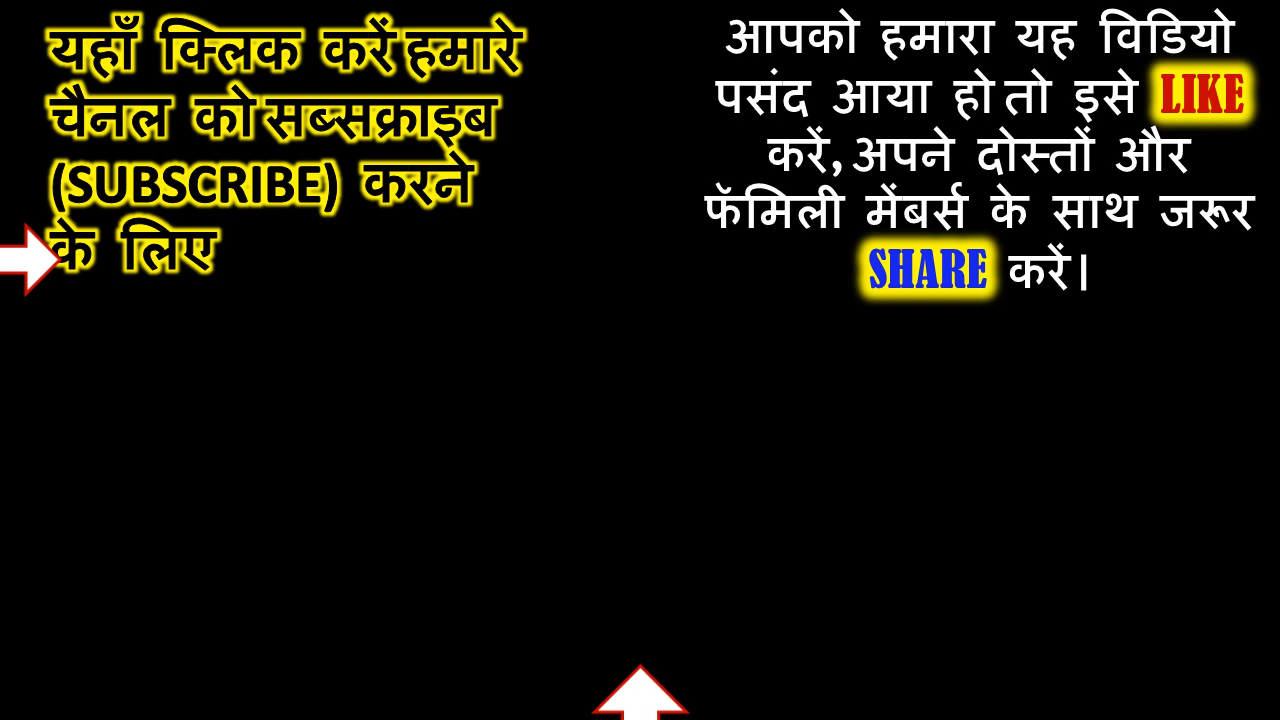 यहाँ क्लिक करें हमारे
चैनल को सब्सक्राइब
(SUBSCRIBE) करने
के लिए
आपको हमारा यह विडियो
पसंद आया हो तो इसे LIKE
करें, अपने दोस्तों और
फॅमिली मेंबर्स के साथ जरूर
SHARE करें।